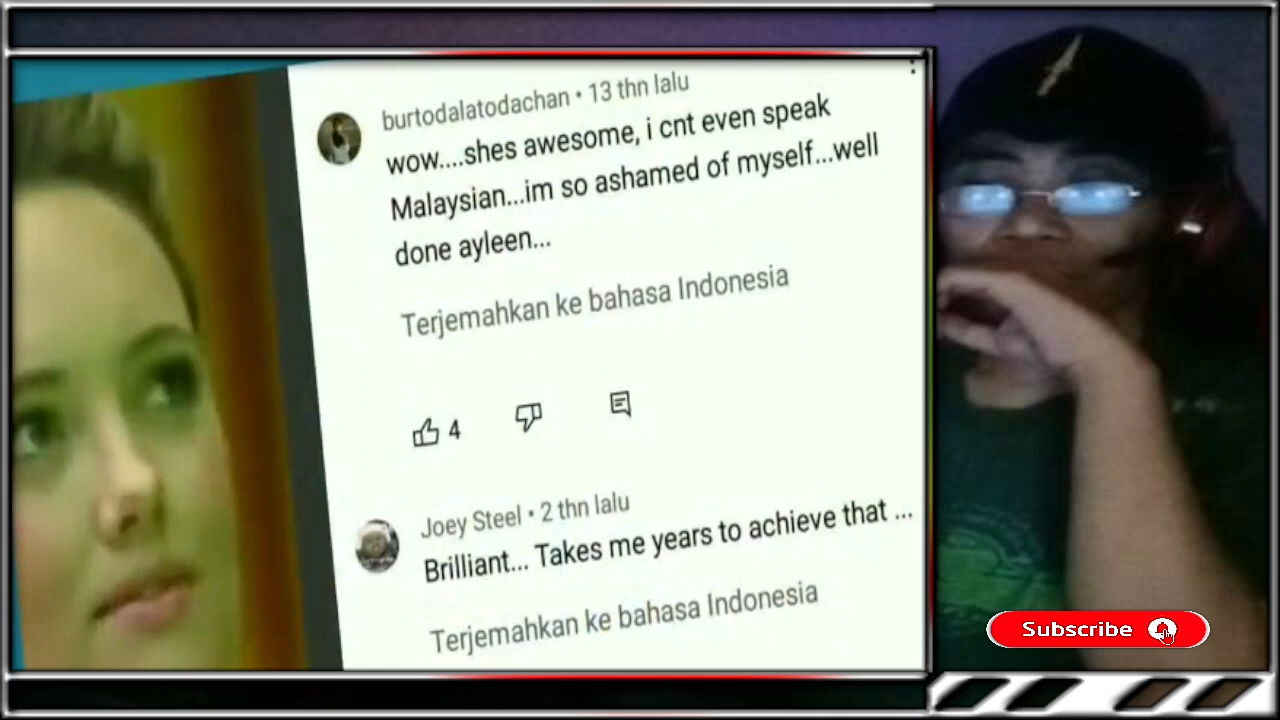 burtodalatodachan • 13 thn lalu
wow....shes awesome, i cnt even speak
Malaysian...im so ashamed of myself...well
done ayleen...
Terjemahkan ke bahasa Indonesia
4
Joey Steel • 2 thn lalu
Brilliant... Takes me years to achieve that ...
Terjemahkan ke bahasa Indonesia
Subscribe